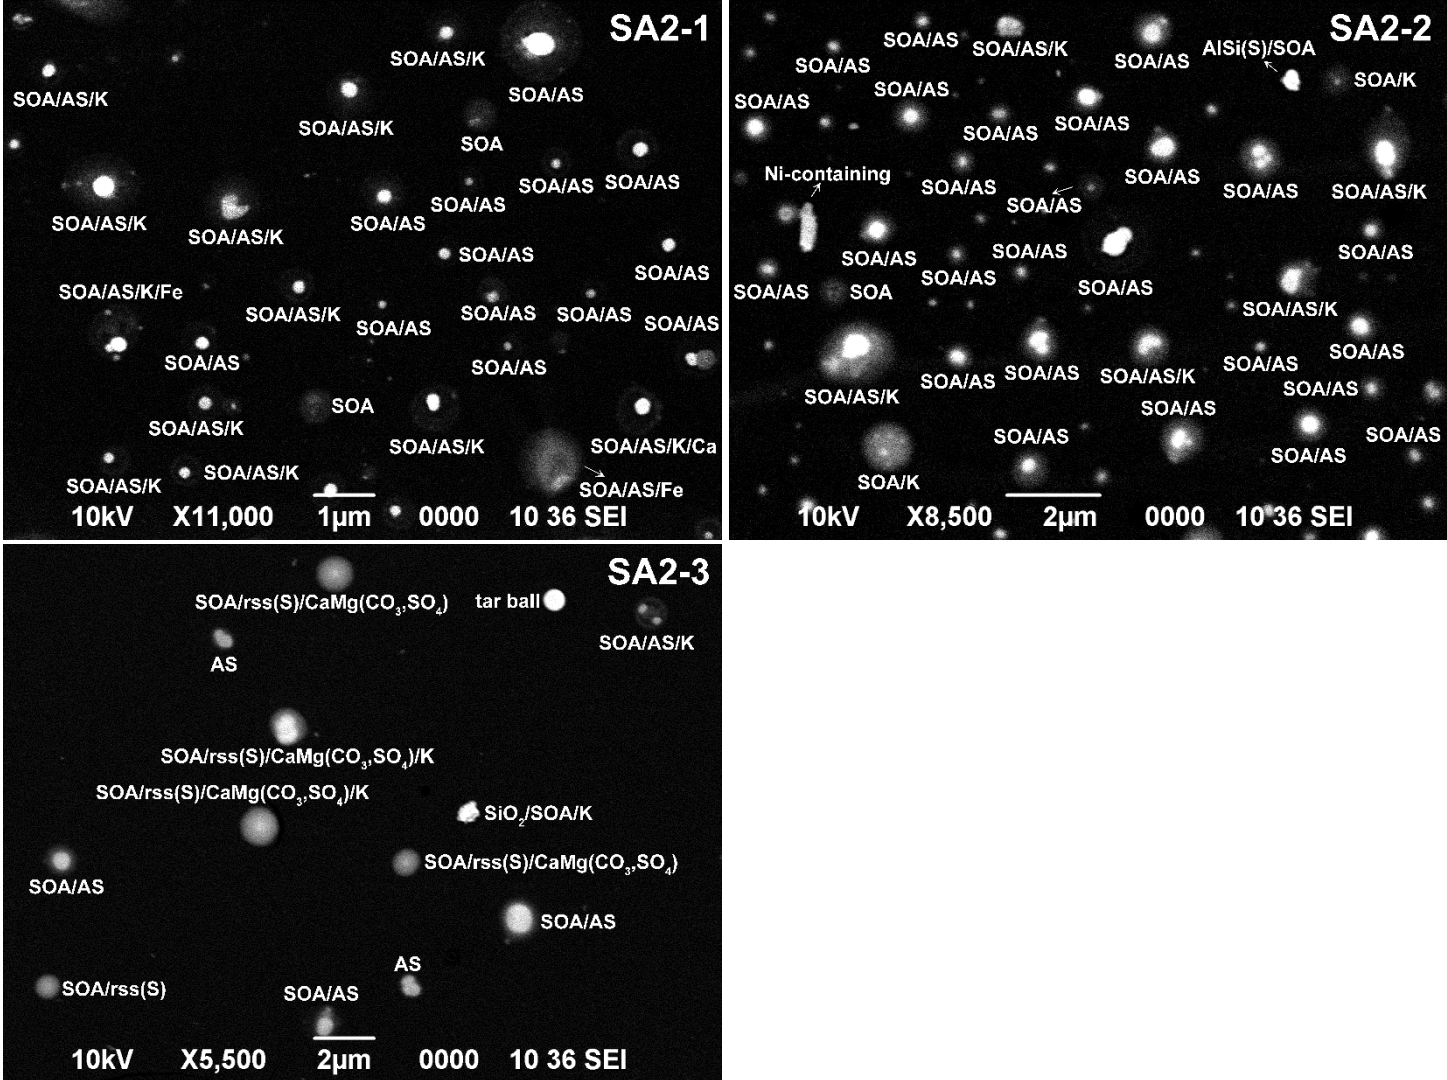 SA2-1
SOA/AS/K
SOA/AS/K
SOA/AS
SOA/AS/K
SOA
SOA/AS
SOA/AS
SOA/AS
SOA/AS/K
SOA/AS/K
SOA/AS
SOA/AS
SOA/AS/K/Fe
SOA/AS/K
SOA/AS
SOA/AS
SOA/AS
SOA/AS
SOA/AS
SOA/AS
SOA/AS
SOA
SOA/AS/K
SOA/AS/K
SOA/AS/K/Ca
SOA/AS/K
SOA/AS/K
SOA/AS/Fe
10kV X11,000 1μm 0000 10 36 SEI
SA2-2
SOA/AS
SOA/AS/K
AlSi(S)/SOA
SOA/AS
SOA/AS
SOA/K
SOA/AS
SOA/AS
SOA/AS
SOA/AS
Ni-containing
SOA/AS
SOA/AS
SOA/AS
SOA/AS/K
SOA/AS
SOA/AS
SOA/AS
SOA/AS
SOA/AS
SOA/AS
SOA
SOA/AS
SOA/AS/K
SOA/AS
SOA/AS
SOA/AS
SOA/AS
SOA/AS/K
SOA/AS
SOA/AS/K
SOA/AS
SOA/AS
SOA/AS
SOA/AS
SOA/K
10kV X8,500 2μm 0000 10 36 SEI
SA2-3
SOA/rss(S)/CaMg(CO₃,SO₄)
tar ball
SOA/AS/K
AS
SOA/rss(S)/CaMg(CO₃,SO₄)/K
SOA/rss(S)/CaMg(CO₃,SO₄)/K
SiO₂/SOA/K
SOA/rss(S)/CaMg(CO₃,SO₄)
SOA/AS
SOA/AS
AS
SOA/rss(S)
SOA/AS
10kV X5,500 2μm 0000 10 36 SEI